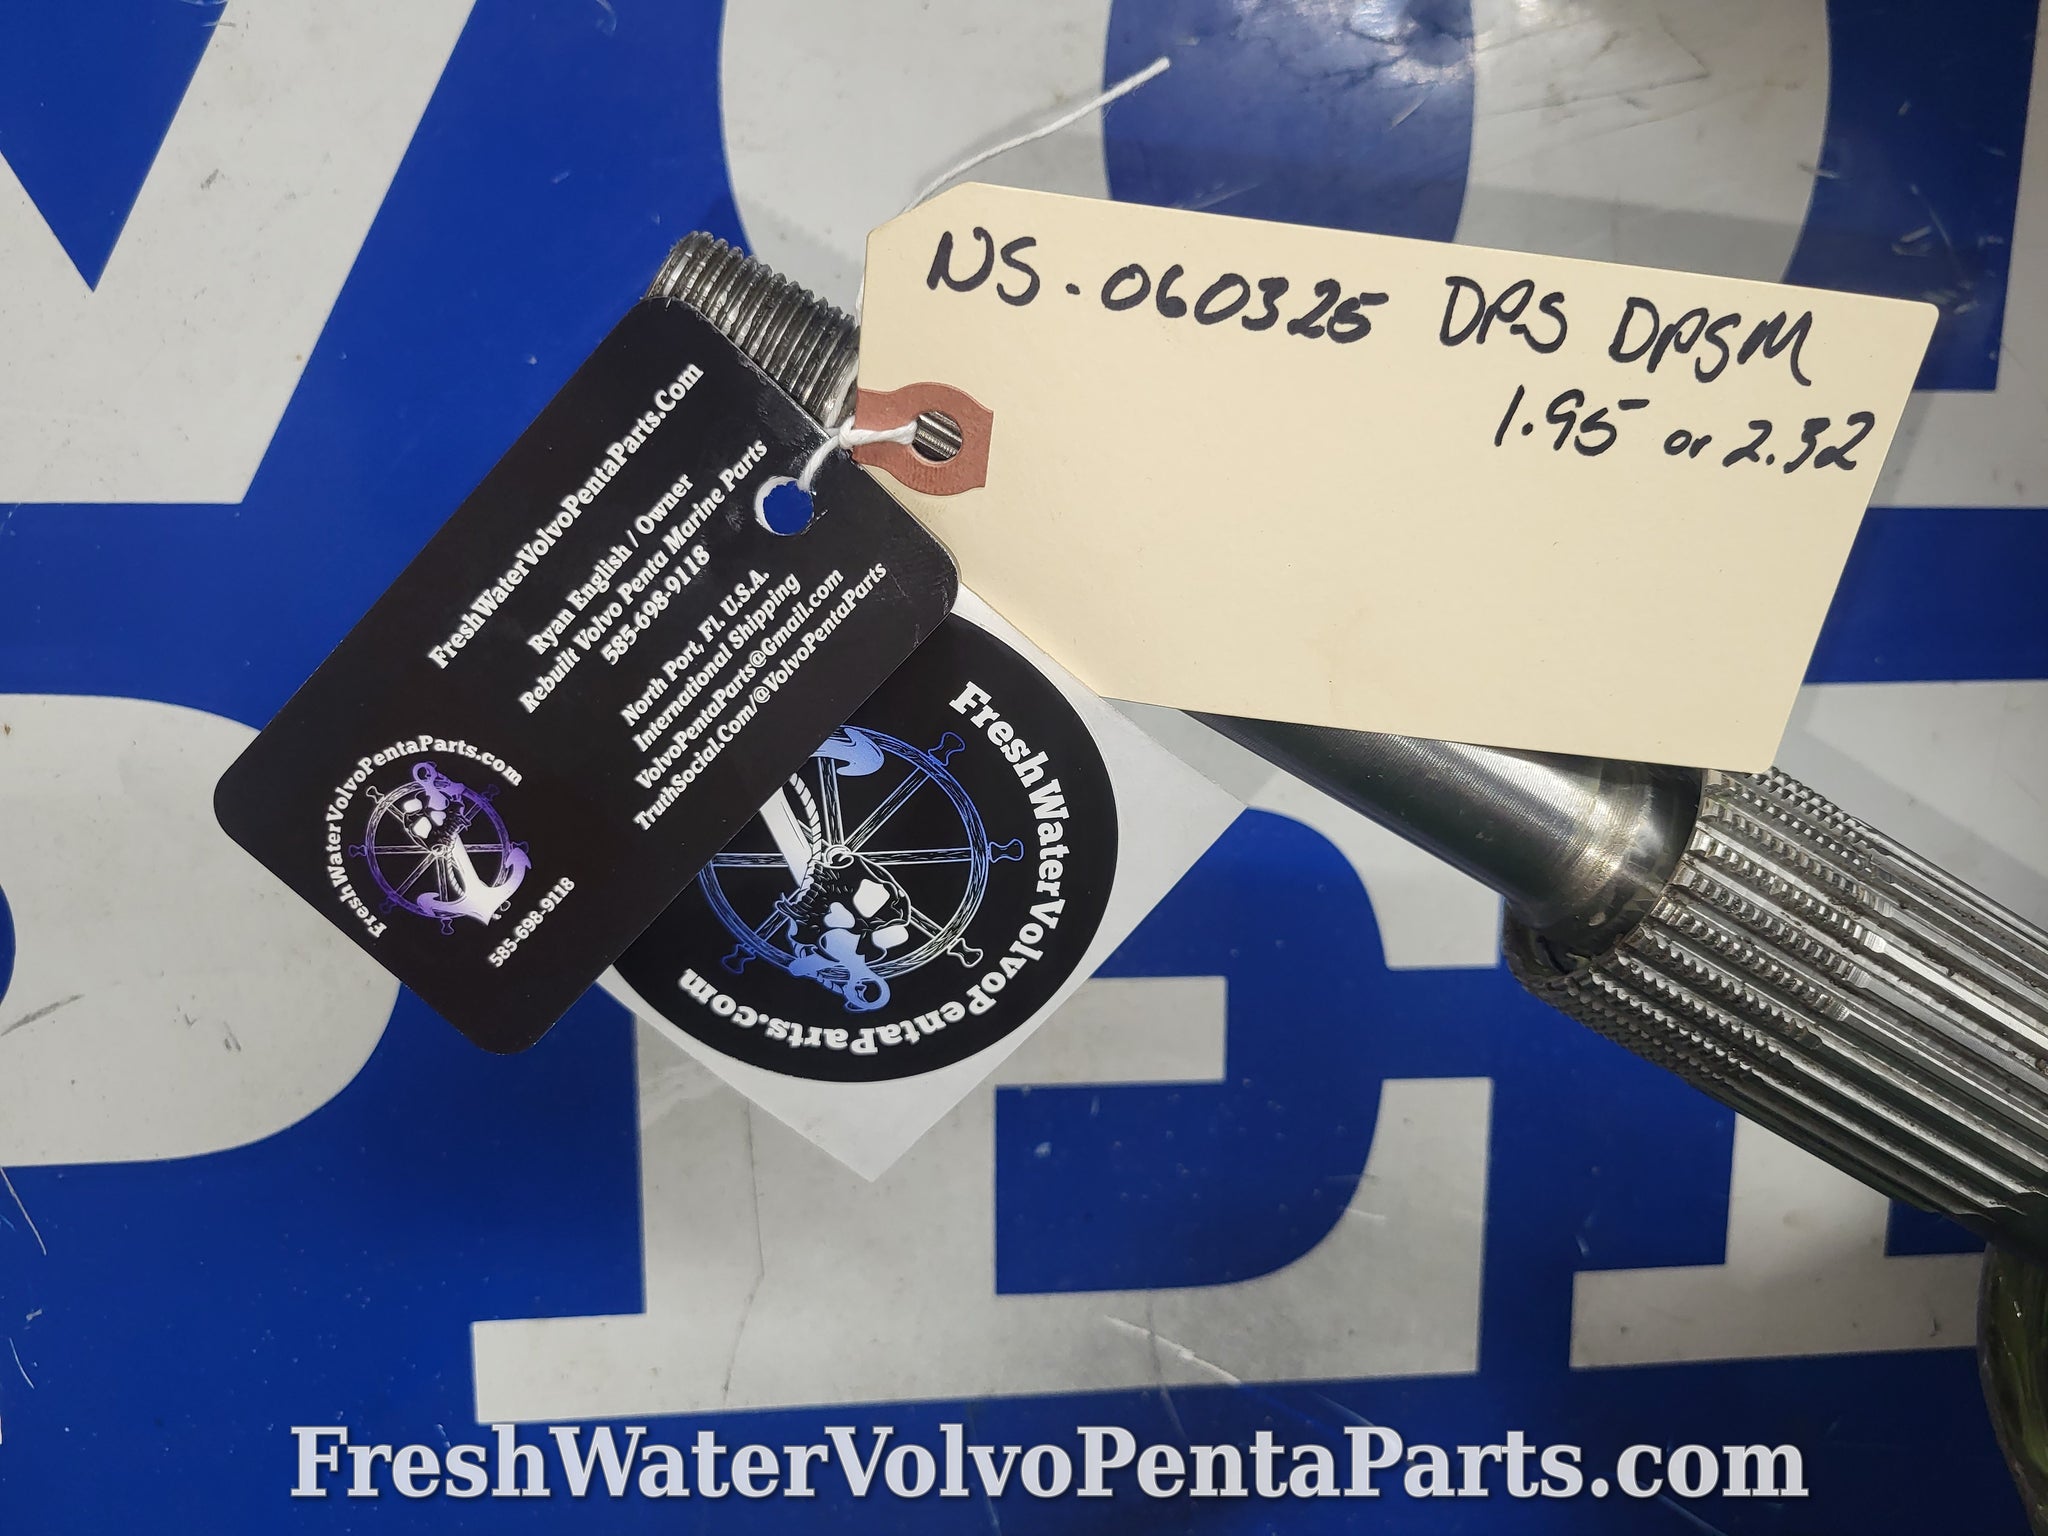 NS.060325 DPS DPSM
1.95 or 2.32
FreshWaterVolvoPentaParts.Com
Ryan English / Owner
Rebuilt Volvo Penta Marine Parts
585-698-9118
North Port, Fl. U.S.A.
International Shipping
VolvoPentaParts@Gmail.com
TruthSocial.Com/@VolvoPentaParts
FreshWaterVolvoPentaParts.com
585-698-9118
FreshWaterVolvoPentaParts.com
FreshWaterVolvoPentaParts.com